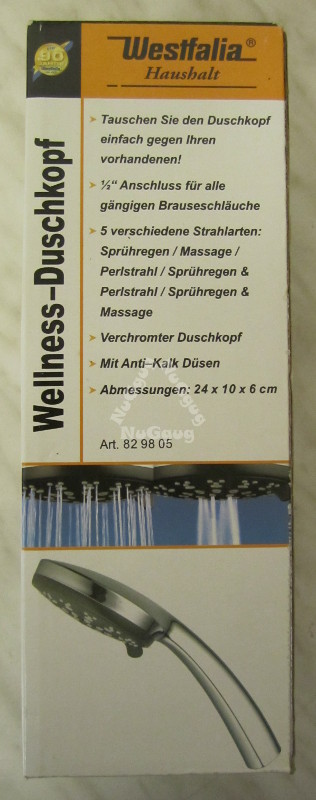 Westfalia®
Haushalt
Wellness-Duschkopf
➤ Tauschen Sie den Duschkopf
einfach gegen Ihren
vorhandenen!
➤ ½“ Anschluss für alle
gängigen Brauseschläuche
➤ 5 verschiedene Strahlarten:
Sprühregen / Massage /
Perlstrahl / Sprühregen &
Perlstrahl / Sprühregen &
Massage
➤ Verchromter Duschkopf
➤ Mit Anti–Kalk Düsen
➤ Abmessungen: 24 x 10 x 6 cm
Art. 82 98 05
NuGaug